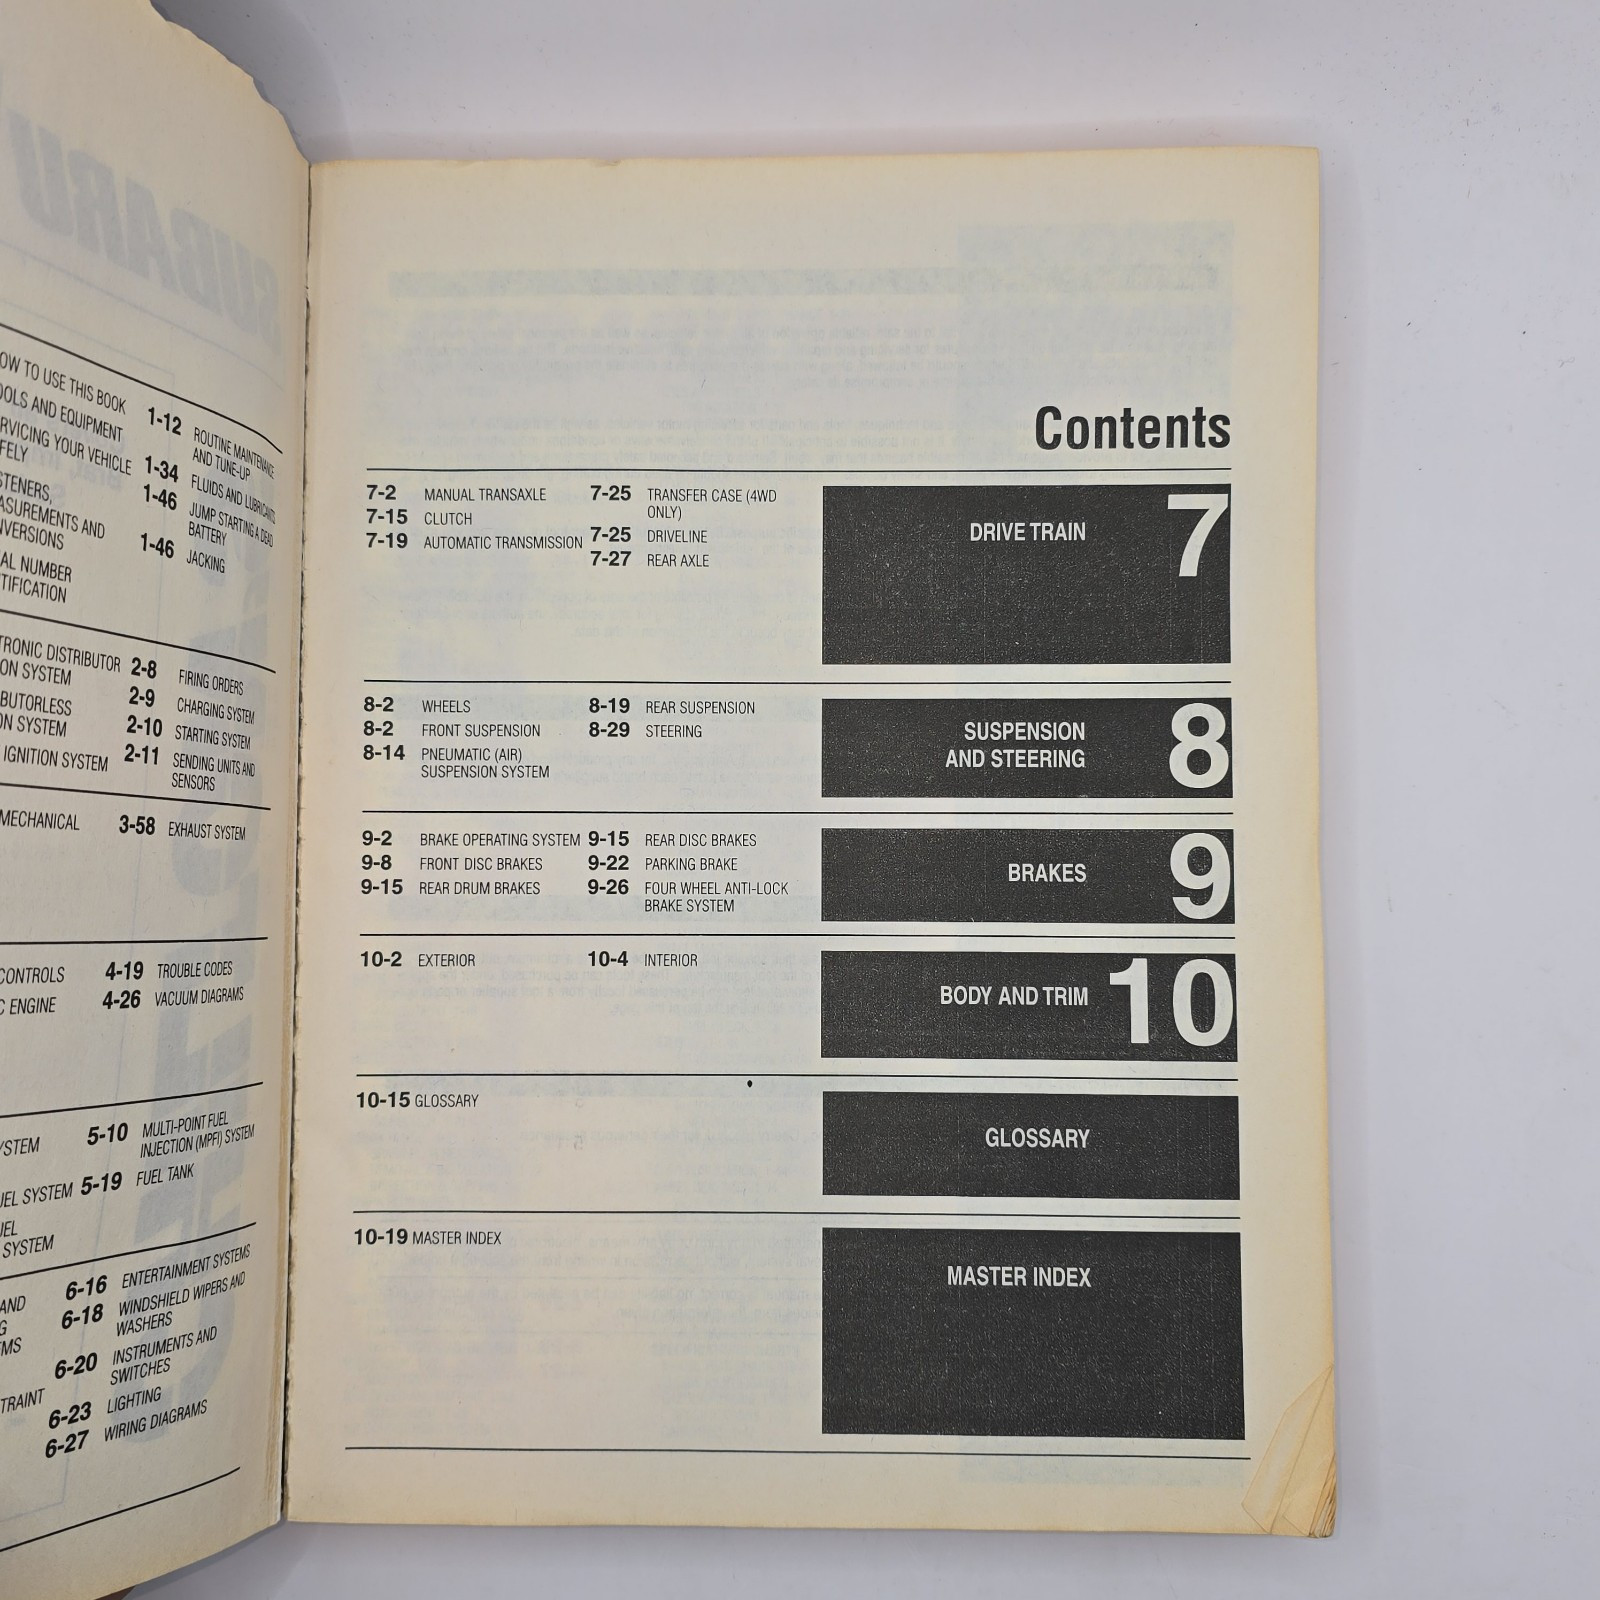 SUBARU
OW TO USE THIS BOOK
OOLS AND EQUIPMENT
RVICING YOUR VEHICLE
FELY
STENERS,
ASUREMENTS AND
NVERSIONS
AL NUMBER
TIFICATION
1-12 ROUTINE MAINTENANCE
AND TUNE-UP
1-34 FLUIDS AND LUBRICANTS
1-46 JUMP STARTING A DEAD
BATTERY
1-46 JACKING
TRONIC DISTRIBUTOR
ON SYSTEM
BUTORLESS
ON SYSTEM
IGNITION SYSTEM
2-8 FIRING ORDERS
2-9 CHARGING SYSTEM
2-10 STARTING SYSTEM
2-11 SENDING UNITS AND
SENSORS
MECHANICAL
3-58 EXHAUST SYSTEM
CONTROLS
C ENGINE
4-19 TROUBLE CODES
4-26 VACUUM DIAGRAMS
YSTEM
UEL SYSTEM
UEL
SYSTEM
5-10 MULTI-POINT FUEL
INJECTION (MPFI) SYSTEM
5-19 FUEL TANK
AND
G
EMS
TRAINT
6-16 ENTERTAINMENT SYSTEMS
6-18 WINDSHIELD WIPERS AND
WASHERS
6-20 INSTRUMENTS AND
SWITCHES
6-23 LIGHTING
6-27 WIRING DIAGRAMS
Contents
7-2 MANUAL TRANSAXLE
7-15 CLUTCH
7-19 AUTOMATIC TRANSMISSION
7-25 TRANSFER CASE (4WD
ONLY)
7-25 DRIVELINE
7-27 REAR AXLE
DRIVE TRAIN 7
8-2 WHEELS
8-2 FRONT SUSPENSION
8-14 PNEUMATIC (AIR)
SUSPENSION SYSTEM
8-19 REAR SUSPENSION
8-29 STEERING
SUSPENSION
AND STEERING 8
9-2 BRAKE OPERATING SYSTEM
9-8 FRONT DISC BRAKES
9-15 REAR DRUM BRAKES
9-15 REAR DISC BRAKES
9-22 PARKING BRAKE
9-26 FOUR WHEEL ANTI-LOCK
BRAKE SYSTEM
BRAKES 9
10-2 EXTERIOR
10-4 INTERIOR
BODY AND TRIM 10
10-15 GLOSSARY
GLOSSARY
10-19 MASTER INDEX
MASTER INDEX